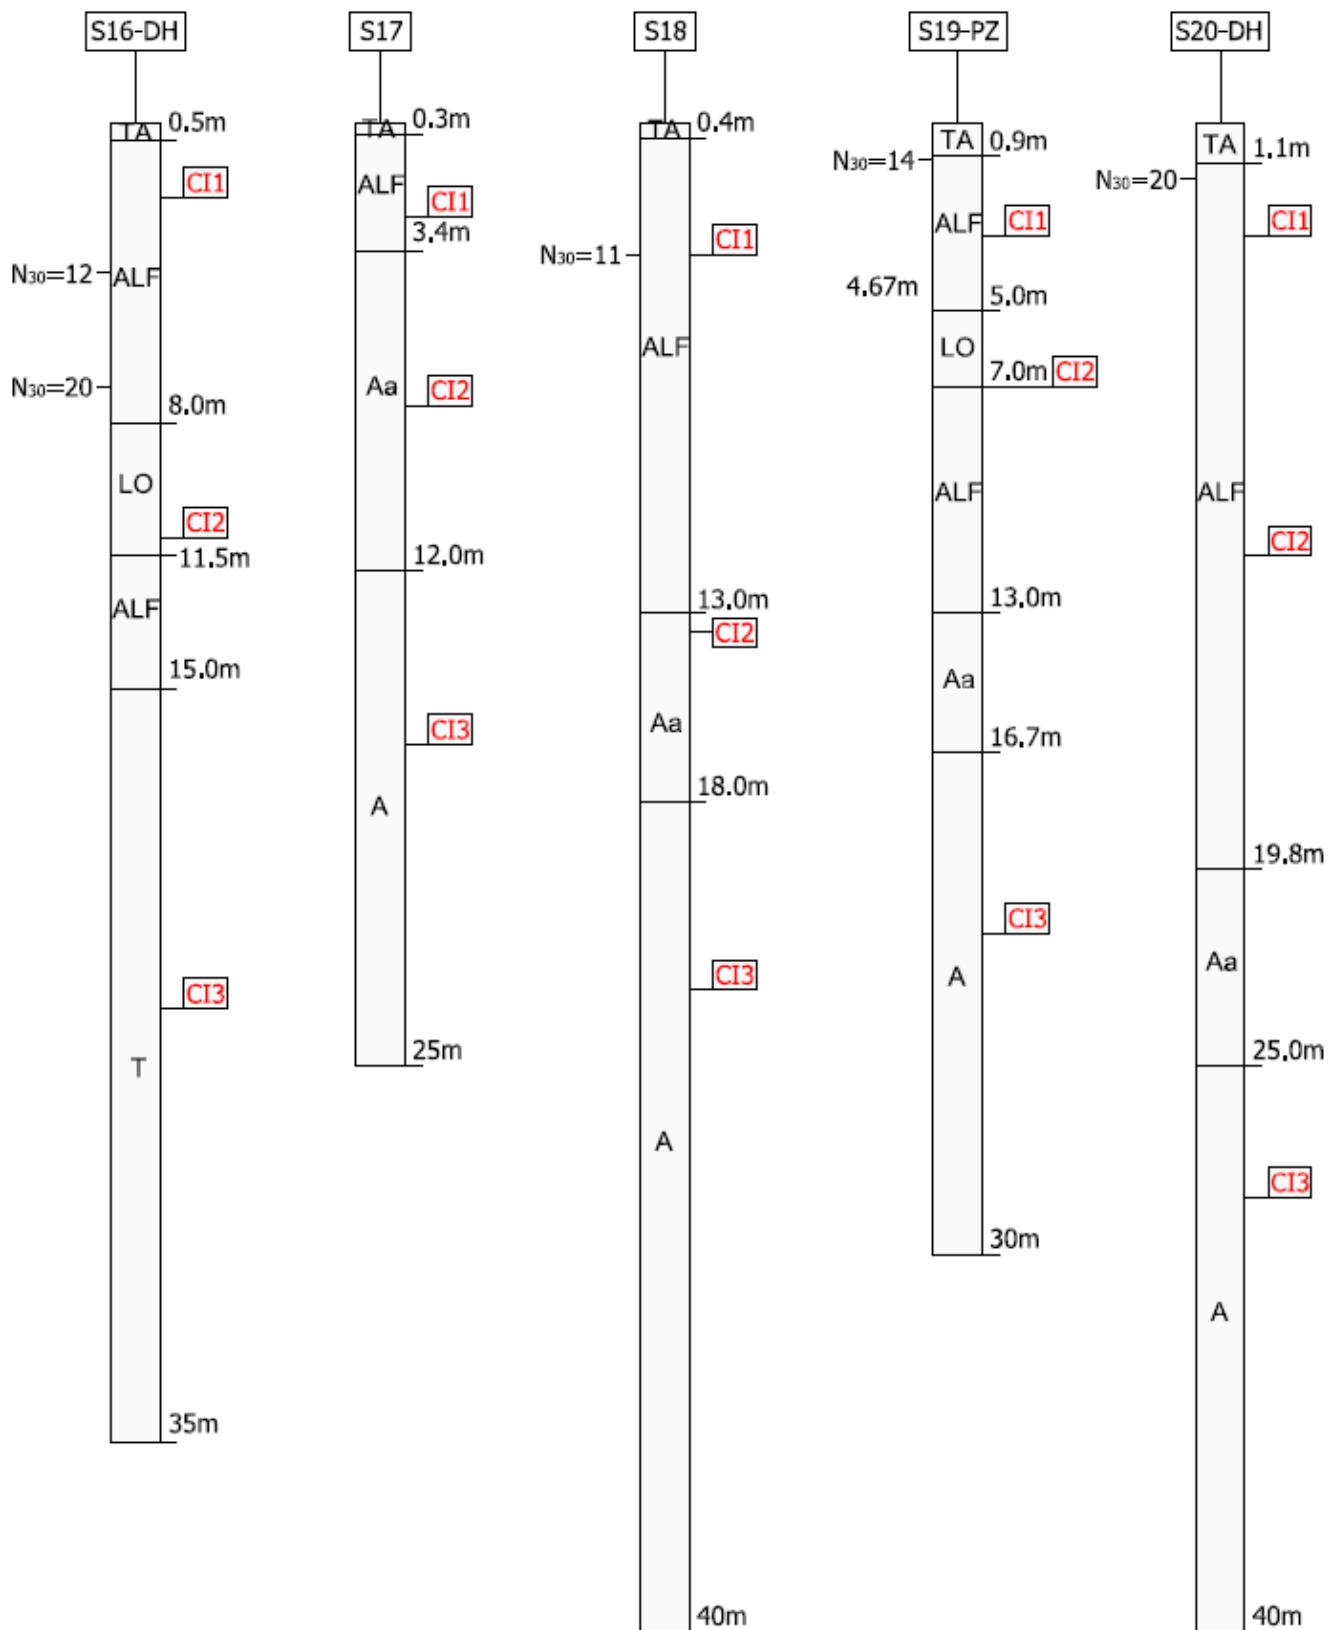 S16-DH
TA
0.5m
CI1
N30=12
ALF
N30=20
8.0m
LO
CI2
11.5m
ALF
15.0m
CI3
T
35m
S17
TA
0.3m
ALF
CI1
3.4m
Aa
CI2
12.0m
CI3
A
25m
S18
TA
0.4m
CI1
N30=11
ALF
13.0m
CI2
Aa
18.0m
CI3
A
40m
S19-PZ
TA
0.9m
N30=14
ALF
CI1
4.67m
5.0m
LO
7.0m
CI2
ALF
13.0m
Aa
16.7m
CI3
A
30m
S20-DH
TA
1.1m
N30=20
CI1
ALF
CI2
19.8m
Aa
25.0m
CI3
A
40m